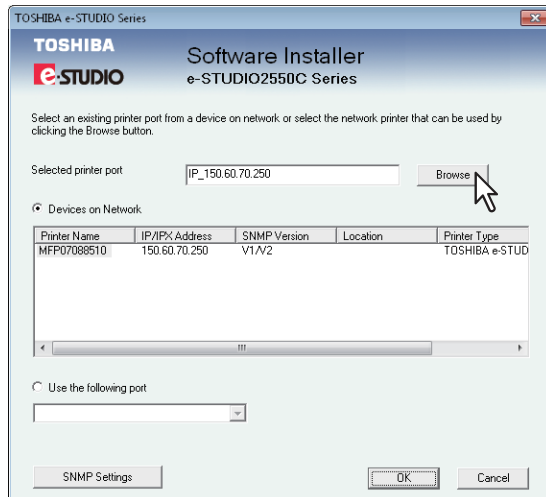 TOSHIBA e-STUDIO Series
TOSHIBA
e-STUDIO
Software Installer
e-STUDIO2550C Series
Select an existing printer port from a device on network or select the network printer that can be used by
clicking the Browse button.
Selected printer port
IP_150.60.70.250
Browse
Devices on Network
Printer Name IP/IPX Address SNMP Version Location Printer Type
MFP07088510 150.60.70.250 V1/V2 TOSHIBA e-STUD
Use the following port
SNMP Settings
OK
Cancel